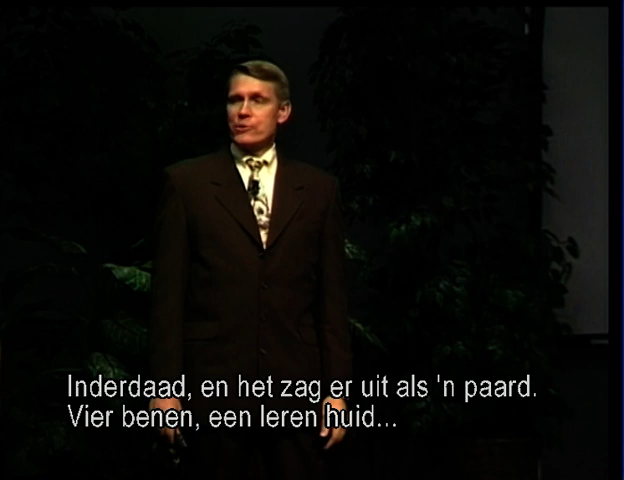 Inderdaad, en het zag er uit als 'n paard.
Vier benen, een leren huid...